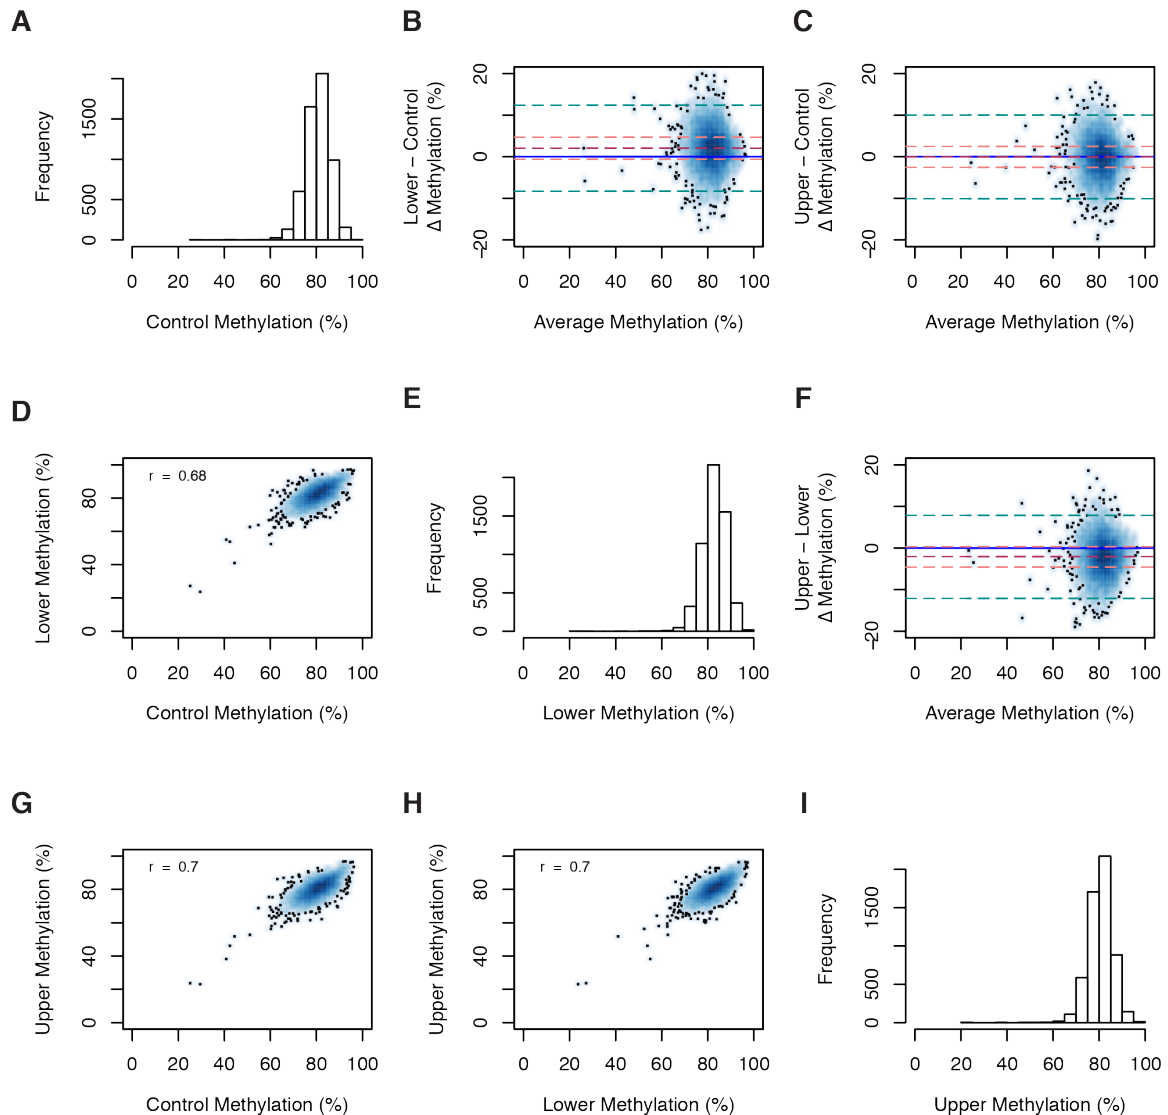 A
Frequency
0
500
1500
0 20 40 60 80 100
Control Methylation (%)
B
Lower − Control
Δ Methylation (%)
-20
0
20
0 20 40 60 80 100
Average Methylation (%)
C
Upper − Control
Δ Methylation (%)
-20
0
20
0 20 40 60 80 100
Average Methylation (%)
D
Lower Methylation (%)
0
40
80
r = 0.68
0 20 40 60 80 100
Control Methylation (%)
E
Frequency
0
500
1500
0 20 40 60 80 100
Lower Methylation (%)
F
Upper − Lower
Δ Methylation (%)
-20
0
20
0 20 40 60 80 100
Average Methylation (%)
G
Upper Methylation (%)
0
40
80
r = 0.7
0 20 40 60 80 100
Control Methylation (%)
H
Upper Methylation (%)
0
40
80
r = 0.7
0 20 40 60 80 100
Lower Methylation (%)
I
Frequency
0
500
1500
0 20 40 60 80 100
Upper Methylation (%)